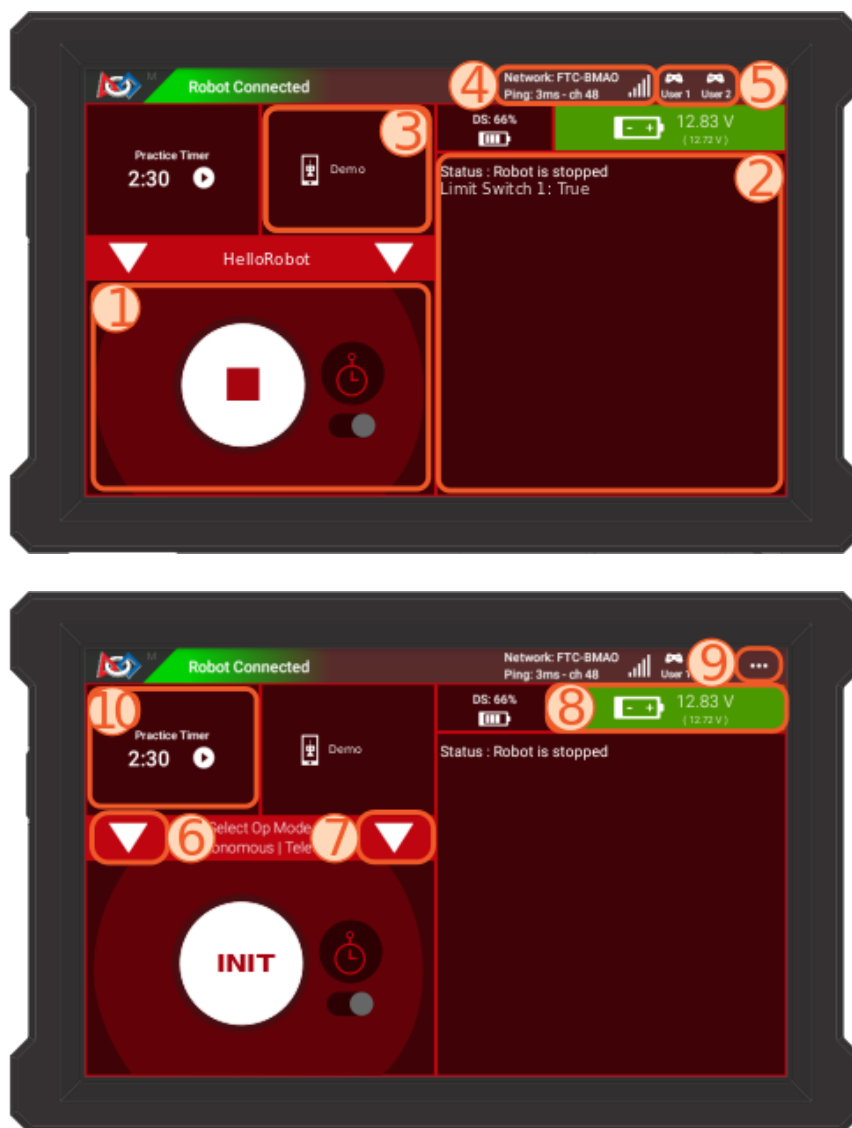 M
Robot Connected
4
Network: FTC-BMAO
Ping: 3ms - ch 48
User 1
User 2
5
Practice Timer
2:30
3
Demo
DS: 66%
12.83 V
( 12.72 V )
Status : Robot is stopped
Limit Switch 1: True
2
HelloRobot
1
M
Robot Connected
Network: FTC-BMAO
Ping: 3ms - ch 48
User
9
10
Practice Timer
2:30
Demo
DS: 66%
8
12.83 V
( 12.72 V )
Status : Robot is stopped
6
Select Op Mode
onomous | Tele
7
INIT